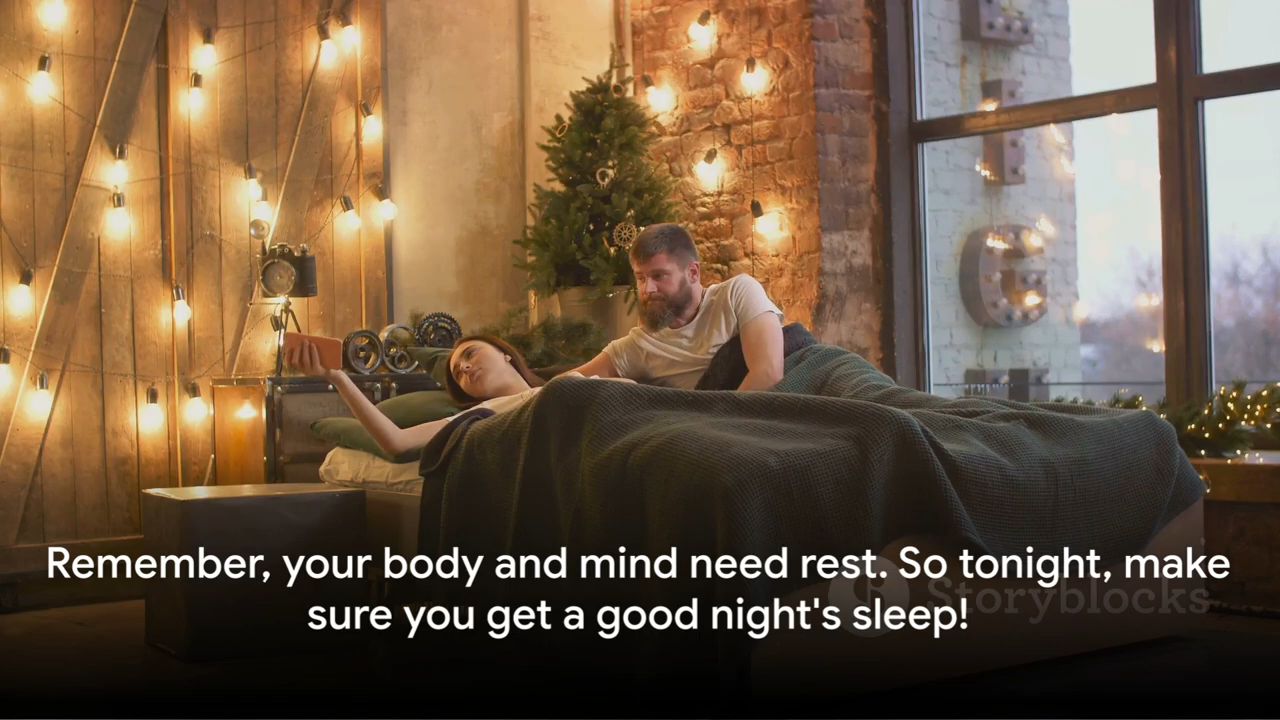 Remember, your body and mind need rest. So tonight, make
sure you get a good night's sleep!
Storyblocks